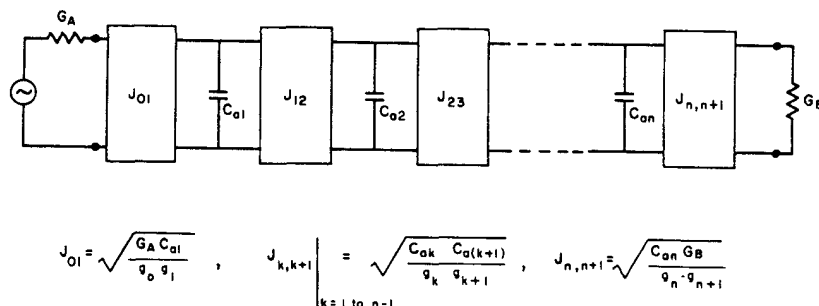 G_A
J_01
C_a1
J_12
C_a2
J_23
C_an
J_n,n+1
G_B
J_01 = √(G_A C_a1 / g_0 g_1) , J_k,k+1 |_k=1 to n-1 = √(C_ak C_a(k+1) / g_k g_k+1) , J_n,n+1 = √(C_an G_B / g_n · g_n+1)